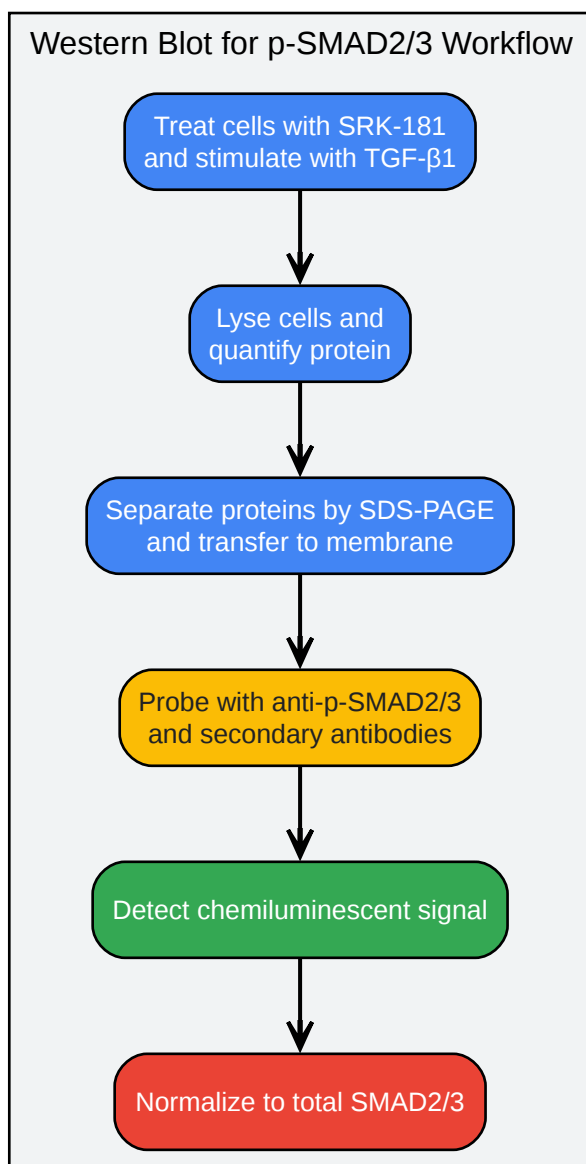 Western Blot for p-SMAD2/3 Workflow
Treat cells with SRK-181
and stimulate with TGF-β1
Lyse cells and
quantify protein
Separate proteins by SDS-PAGE
and transfer to membrane
Probe with anti-p-SMAD2/3
and secondary antibodies
Detect chemiluminescent signal
Normalize to total SMAD2/3